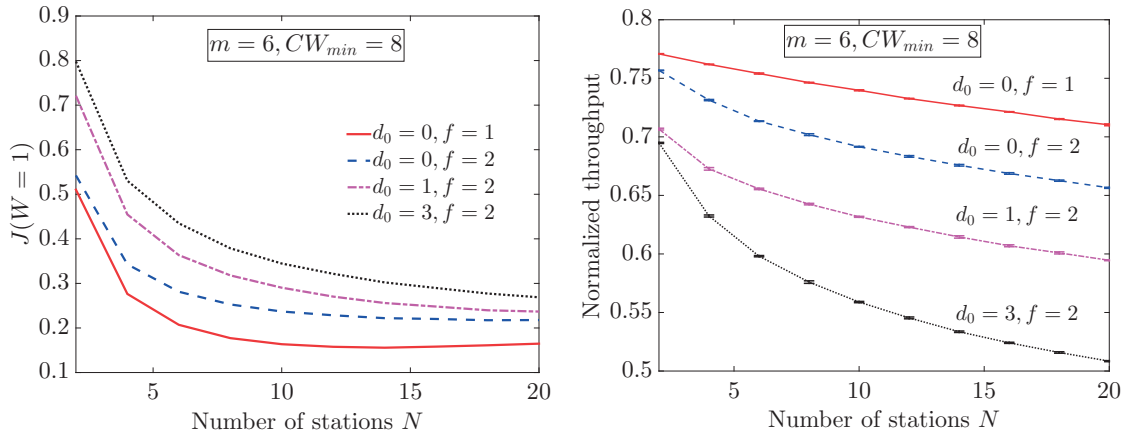 m = 6, CW_{min} = 8
J(W = 1)
0.9
0.8
0.7
0.6
0.5
0.4
0.3
0.2
0.1
d_0 = 0, f = 1
d_0 = 0, f = 2
d_0 = 1, f = 2
d_0 = 3, f = 2
5
10
15
20
Number of stations N
m = 6, CW_{min} = 8
Normalized throughput
0.8
0.75
0.7
0.65
0.6
0.55
0.5
d_0 = 0, f = 1
d_0 = 0, f = 2
d_0 = 1, f = 2
d_0 = 3, f = 2
5
10
15
20
Number of stations N